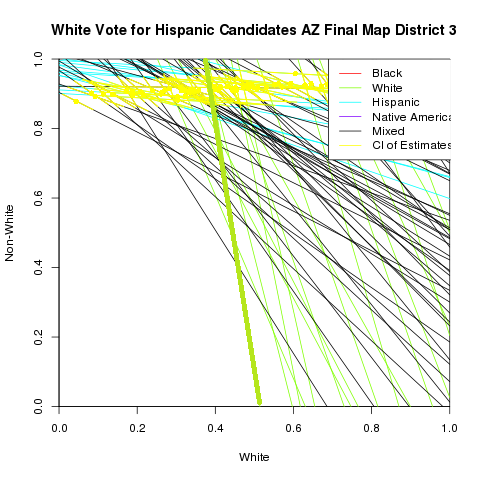 White Vote for Hispanic Candidates AZ Final Map District 3
Black
White
Hispanic
Native America
Mixed
CI of Estimates
Non-White
0.0
0.2
0.4
0.6
0.8
1.0
0.0 0.2 0.4 0.6 0.8 1.0
White